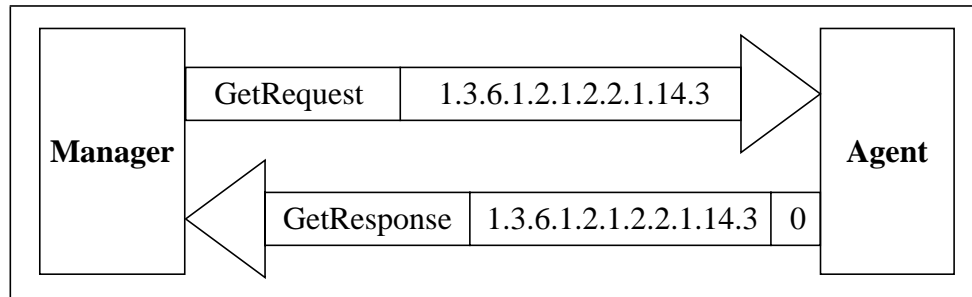 GetRequest 1.3.6.1.2.1.2.2.1.14.3
Manager Agent
GetResponse 1.3.6.1.2.1.2.2.1.14.3 0